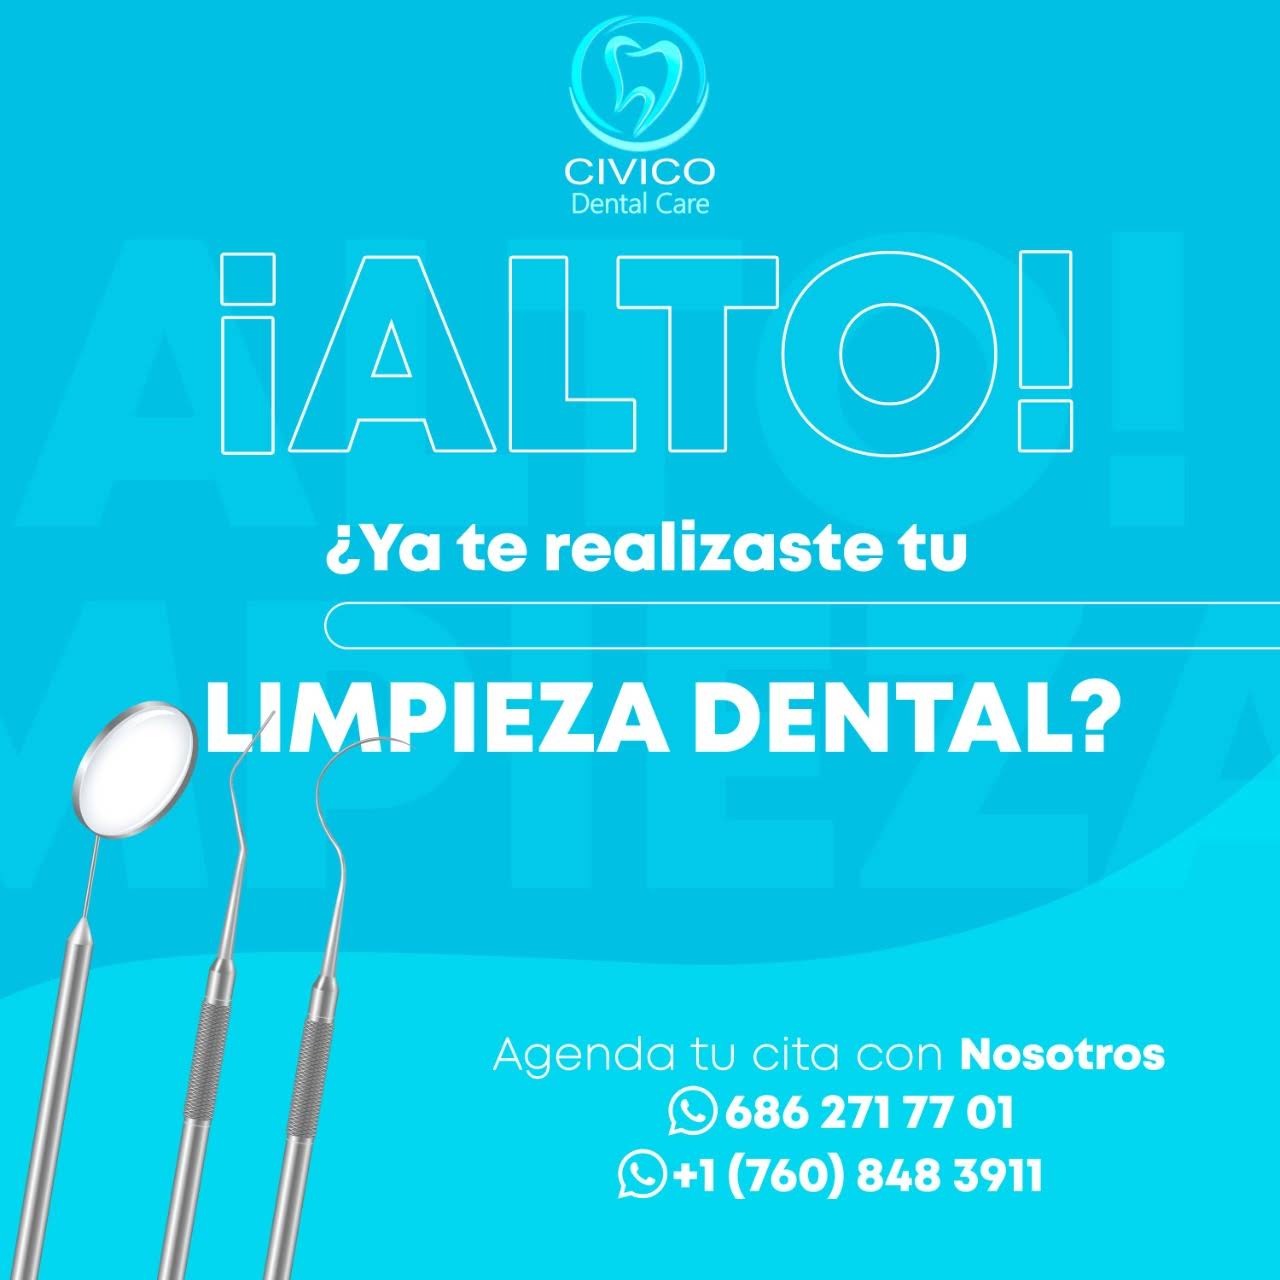 CIVICO
Dental Care
¡ALTO!
¿Ya te realizaste tu
LIMPIEZA DENTAL?
Agenda tu cita con Nosotros
686 271 77 01
+1 (760) 848 3911